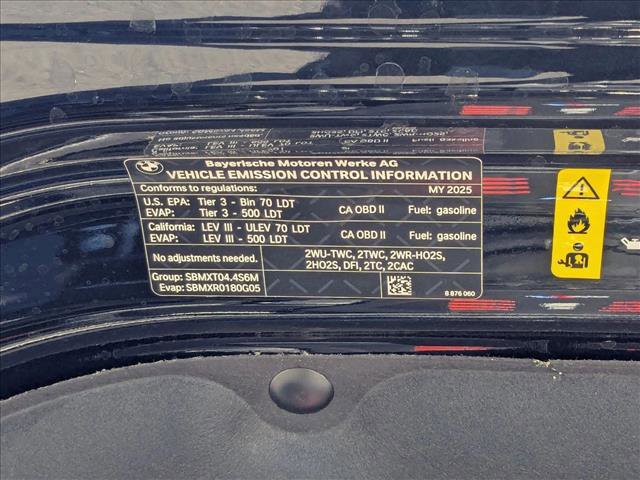 BMW
Bayerische Motoren Werke AG
VEHICLE EMISSION CONTROL INFORMATION
Conforms to regulations: MY 2025
U.S. EPA: Tier 3 - Bin 70 LDT
EVAP: Tier 3 - 500 LDT CA OBD II Fuel: gasoline
California: LEV III - ULEV 70 LDT
EVAP: LEV III - 500 LDT CA OBD II Fuel: gasoline
No adjustments needed. 2WU-TWC, 2TWC, 2WR-HO2S,
2HO2S, DFI, 2TC, 2CAC
Group: SBMXT04.4S6M
Evap: SBMXR0180G05
8 876 060